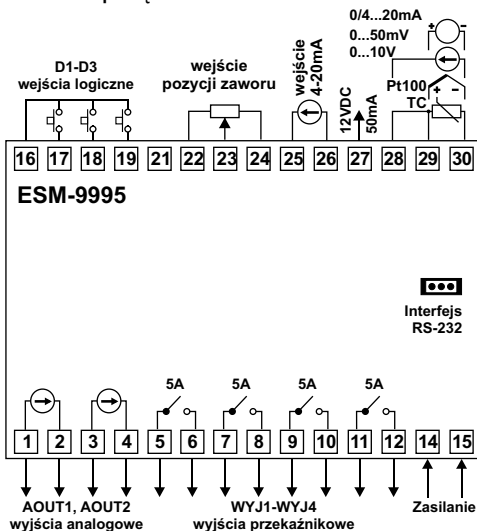 0/4...20mA
0...50mV
0...10V
D1-D3
wejścia logiczne
wejście
pozycji zaworu
wejście
4-20mA
12VDC
50mA
Pt100
TC
+ -
+ -
16 17 18 19 21 22 23 24 25 26 27 28 29 30
ESM-9995
Interfejs
RS-232
5A 5A 5A 5A
1 2 3 4 5 6 7 8 9 10 11 12 14 15
AOUT1, AOUT2
wyjścia analogowe
WYJ1-WYJ4
wyjścia przekaźnikowe
Zasilanie